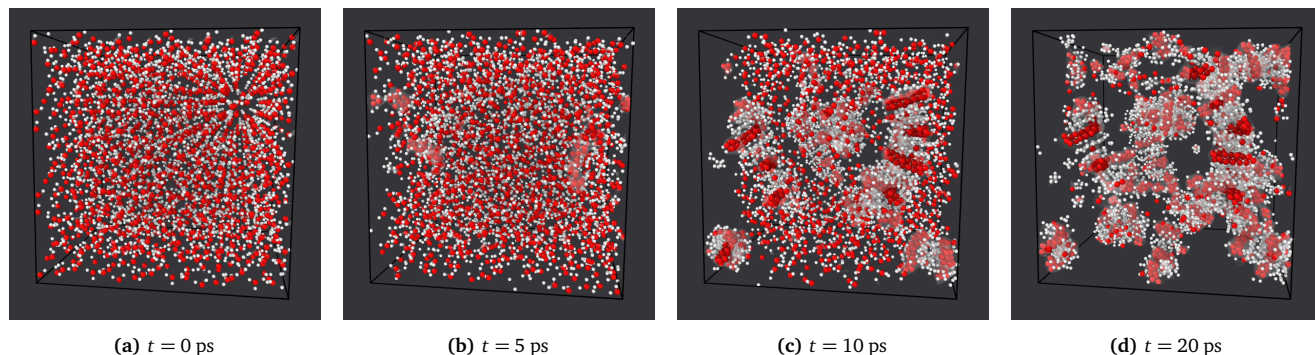 (a) t = 0 ps
(b) t = 5 ps
(c) t = 10 ps
(d) t = 20 ps